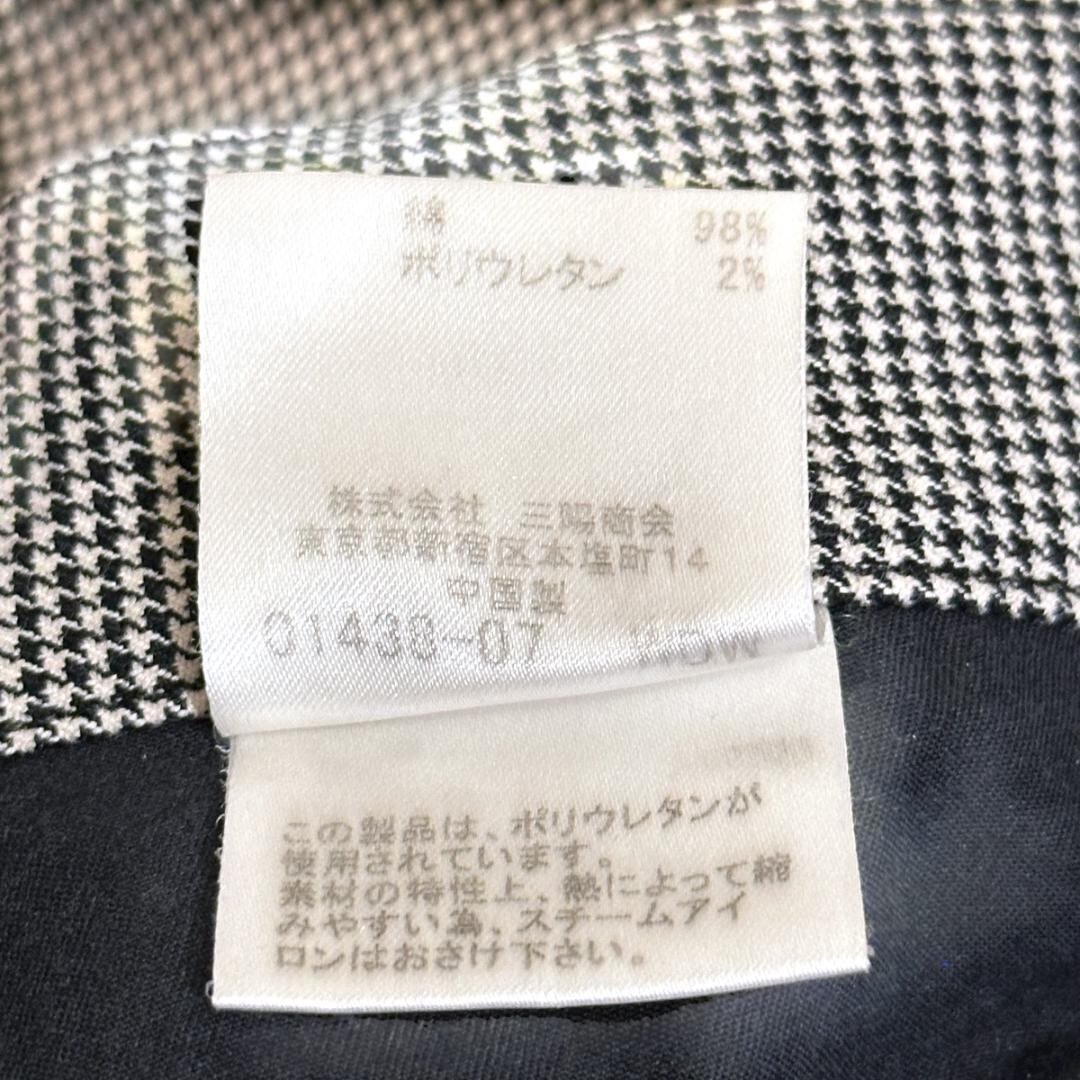 綿 98%
ポリウレタン 2%
株式会社 三陽商会
東京都新宿区本塩町14
中国製
01438-07
この製品は、ポリウレタンが
使用されています。
素材の特性上、熱によって縮
みやすい為、スチームアイ
ロンはおさけ下さい。